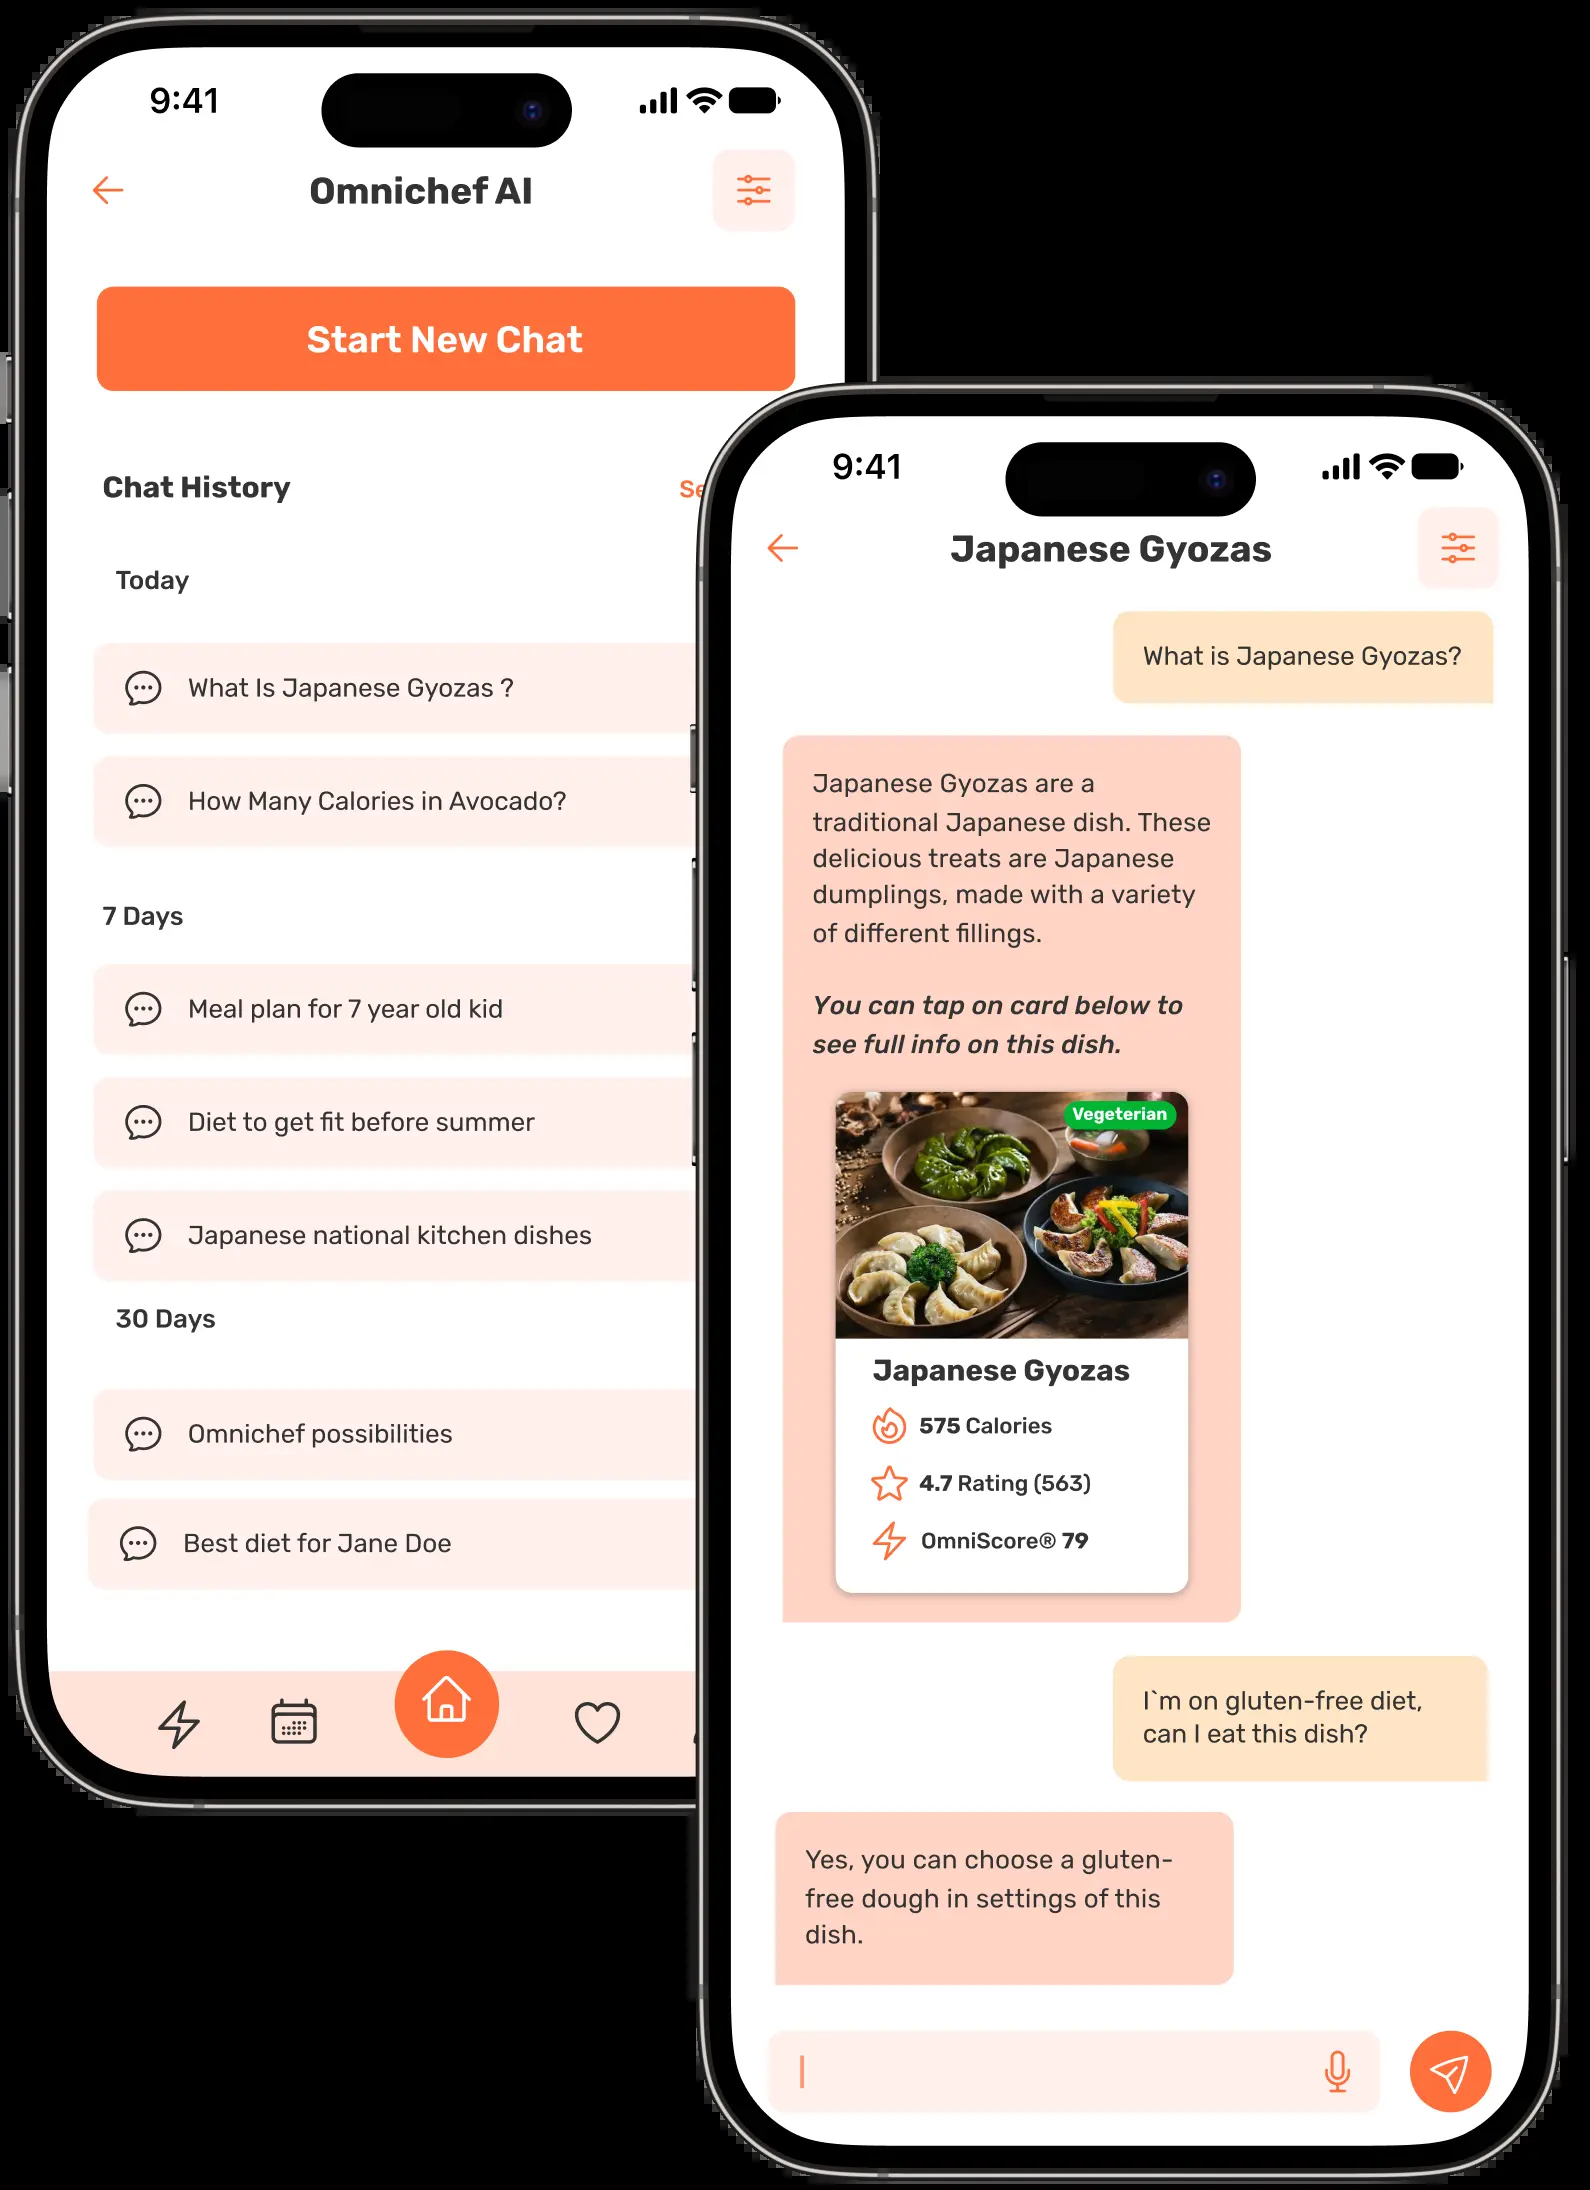 9:41
Omnichef AI
Start New Chat
Chat History
Today
What Is Japanese Gyozas ?
How Many Calories in Avocado?
7 Days
Meal plan for 7 year old kid
Diet to get fit before summer
Japanese national kitchen dishes
30 Days
Omnichef possibilities
Best diet for Jane Doe
9:41
Japanese Gyozas
What is Japanese Gyozas?
Japanese Gyozas are a
traditional Japanese dish. These
delicious treats are Japanese
dumplings, made with a variety
of different fillings.
You can tap on card below to
see full info on this dish.
Vegeterian
Japanese Gyozas
575 Calories
4.7 Rating (563)
OmniScore® 79
I`m on gluten-free diet,
can I eat this dish?
Yes, you can choose a gluten-
free dough in settings of this
dish.